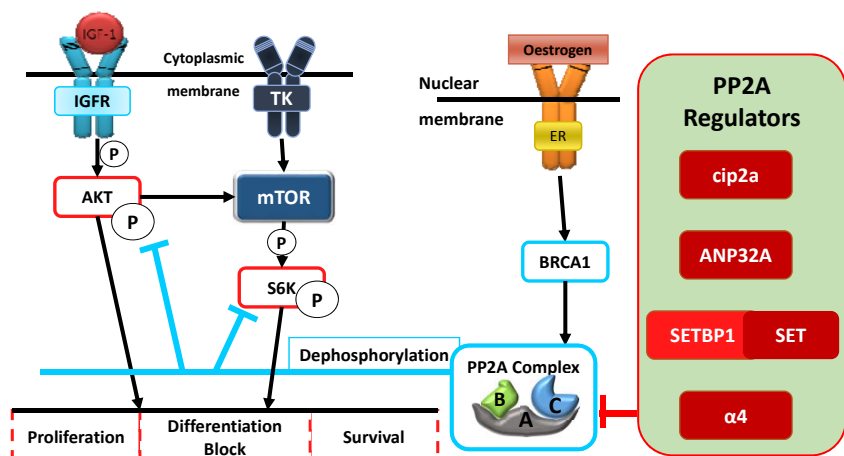 IGF-1
Cytoplasmic
membrane
IGFR
TK
P
AKT
P
mTOR
P
S6K
P
Oestrogen
Nuclear
membrane
ER
BRCA1
Dephosphorylation
PP2A Complex
B
C
A
Proliferation
Differentiation
Block
Survival
PP2A
Regulators
cip2a
ANP32A
SETBP1
SET
α4